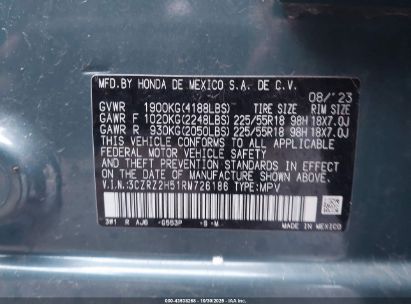 MFD.BY HONDA DE MEXICO S.A. DE C.V.
08/'23
GVWR 1900KG(4188LBS) TIRE SIZE RIM SIZE
GAWR F 1020KG(2248LBS) 225/55R18 98H 18X7.0J
GAWR R 930KG(2050LBS) 225/55R18 98H 18X7.0J
THIS VEHICLE CONFORMS TO ALL APPLICABLE
FEDERAL MOTOR VEHICLE SAFETY
AND THEFT PREVENTION STANDARDS IN EFFECT
ON THE DATE OF MANUFACTURE SHOWN ABOVE.
V.I.N.:3CZRZ2H51RM726186 TYPE:MPV
3W1 R AJ0 -G553P -S -M- MADE IN MEXICO